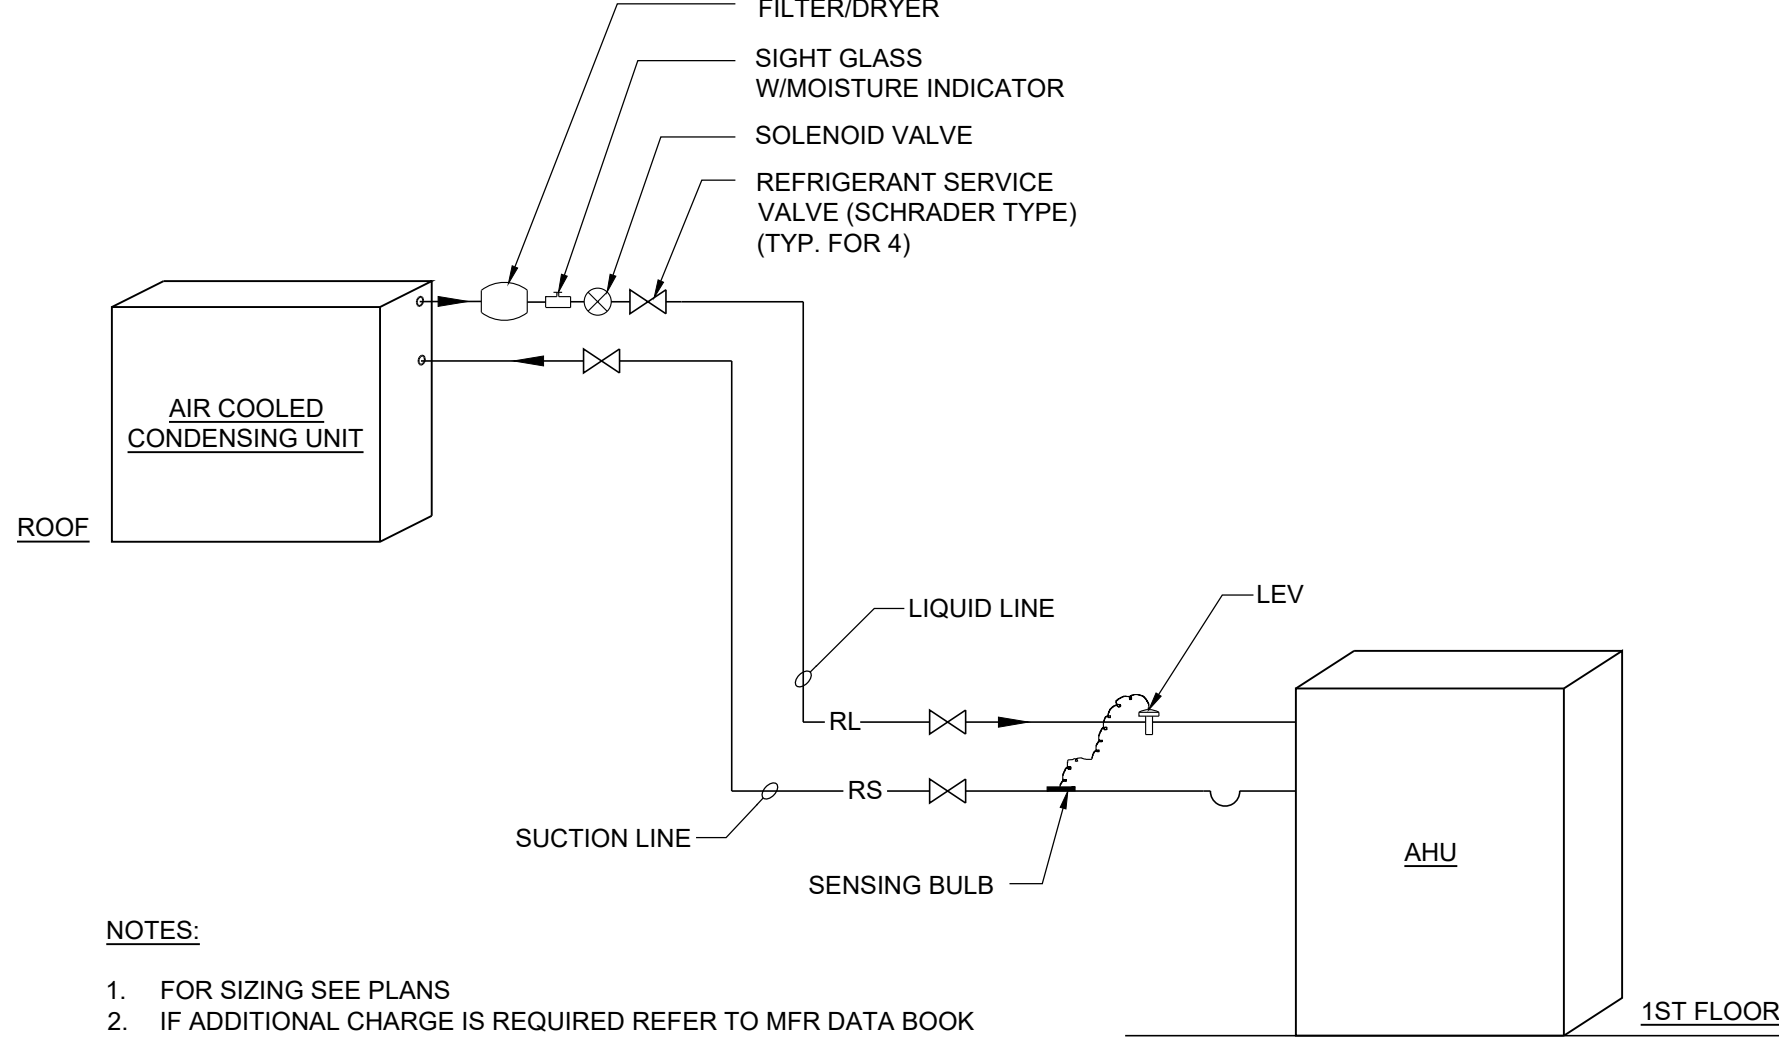 FILTER/DRYER
SIGHT GLASS
W/MOISTURE INDICATOR
SOLENOID VALVE
REFRIGERANT SERVICE
VALVE (SCHRADER TYPE)
(TYP. FOR 4)
AIR COOLED
CONDENSING UNIT
ROOF
LIQUID LINE
LEV
RL
RS
SUCTION LINE
SENSING BULB
AHU
1ST FLOOR
NOTES:
1. FOR SIZING SEE PLANS
2. IF ADDITIONAL CHARGE IS REQUIRED REFER TO MFR DATA BOOK